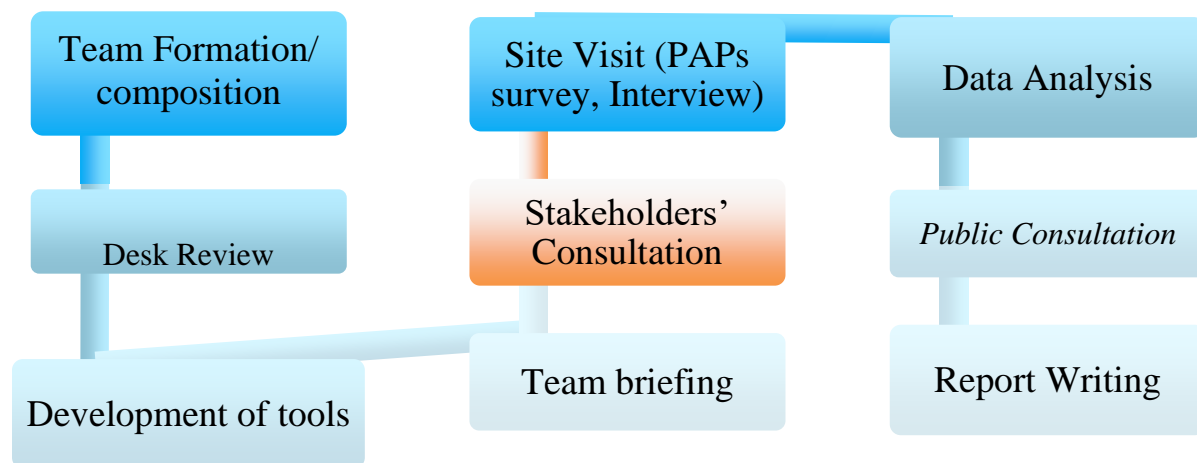 Team Formation/
composition
Desk Review
Development of tools
Team briefing
Stakeholders’
Consultation
Site Visit (PAPs
survey, Interview)
Data Analysis
Public Consultation
Report Writing